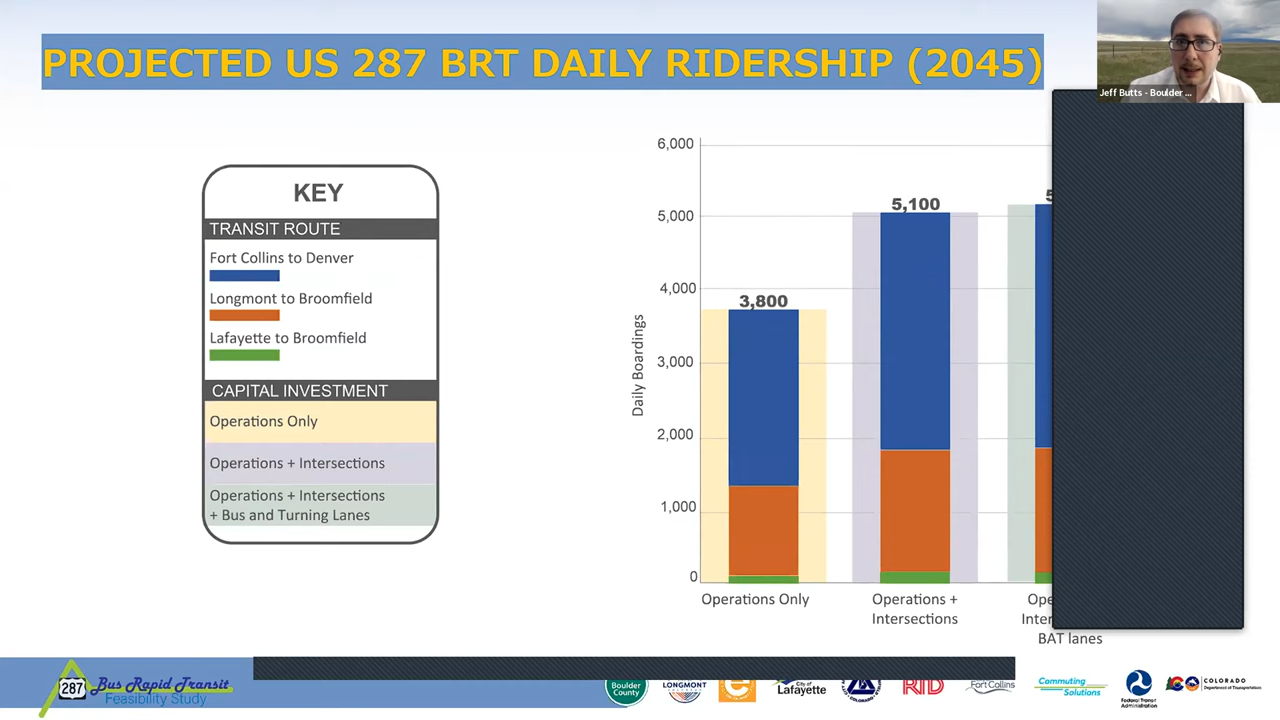 PROJECTED US 287 BRT DAILY RIDERSHIP (2045)
Jeff Butts - Boulder ...
KEY
TRANSIT ROUTE
Fort Collins to Denver
Longmont to Broomfield
Lafayette to Broomfield
CAPITAL INVESTMENT
Operations Only
Operations + Intersections
Operations + Intersections
+ Bus and Turning Lanes
Daily Boardings
6,000
5,000
4,000
3,000
2,000
1,000
0
3,800
5,100
Operations Only
Operations +
Intersections
BAT lanes
287
Bus Rapid Transit
Feasibility Study
Boulder
County
LONGMONT
City of
Lafayette
Fort Collins
Commuting
Solutions
Federal Transit
Administration
COLORADO
Department of Transportation